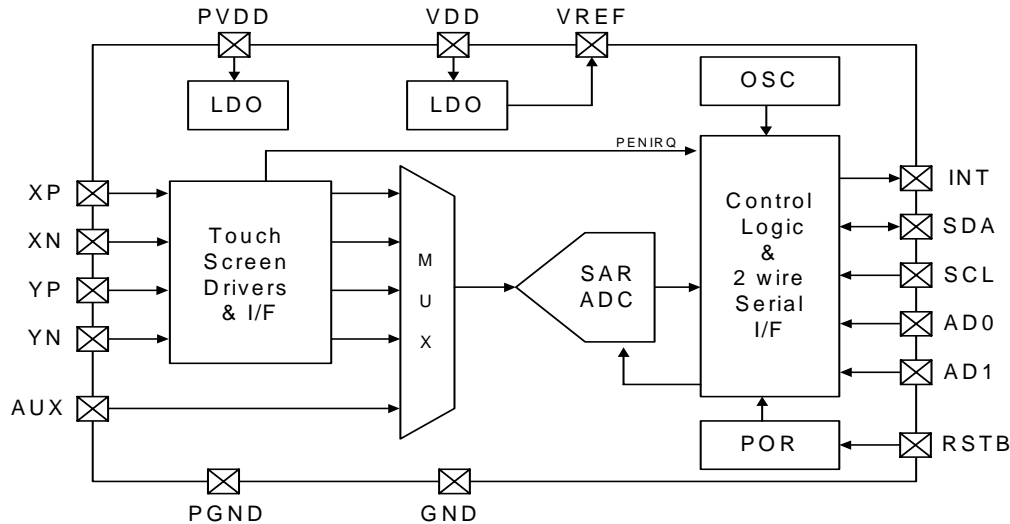 PVDD
VDD
VREF
LDO
LDO
OSC
PENIRQ
XP
XN
YP
YN
AUX
Touch
Screen
Drivers
& I/F
M
U
X
SAR
ADC
Control
Logic
&
2 wire
Serial
I/F
INT
SDA
SCL
AD0
AD1
POR
RSTB
PGND
GND